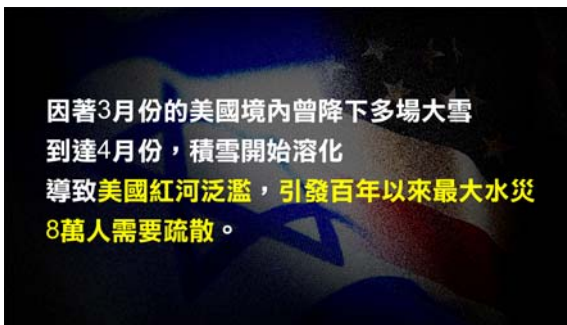 因著3月份的美國境內曾降下多場大雪
到達4月份，積雪開始溶化
導致美國紅河泛濫，引發百年以來最大水災
8萬人需要疏散。